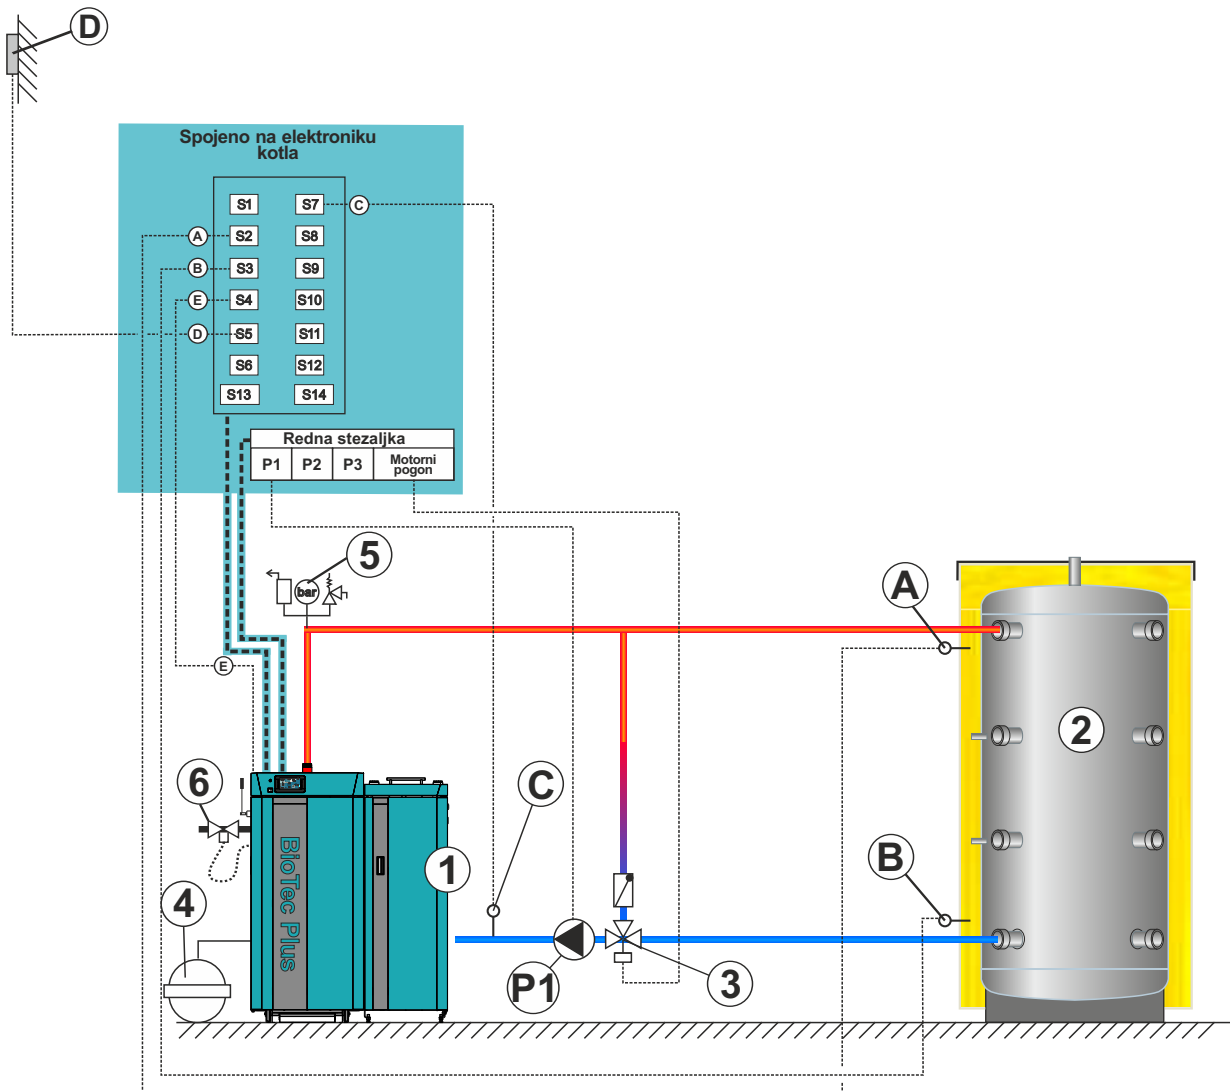 D
Spojeno na elektroniku
kotla
S1
S7
C
A
S2
S8
B
S3
S9
E
S4
S10
D
S5
S11
S6
S12
S13
S14
Redna stezaljka
P1
P2
P3
Motorni
pogon
5
bar
A
E
2
6
C
BioTec Plus
1
B
4
P1
3